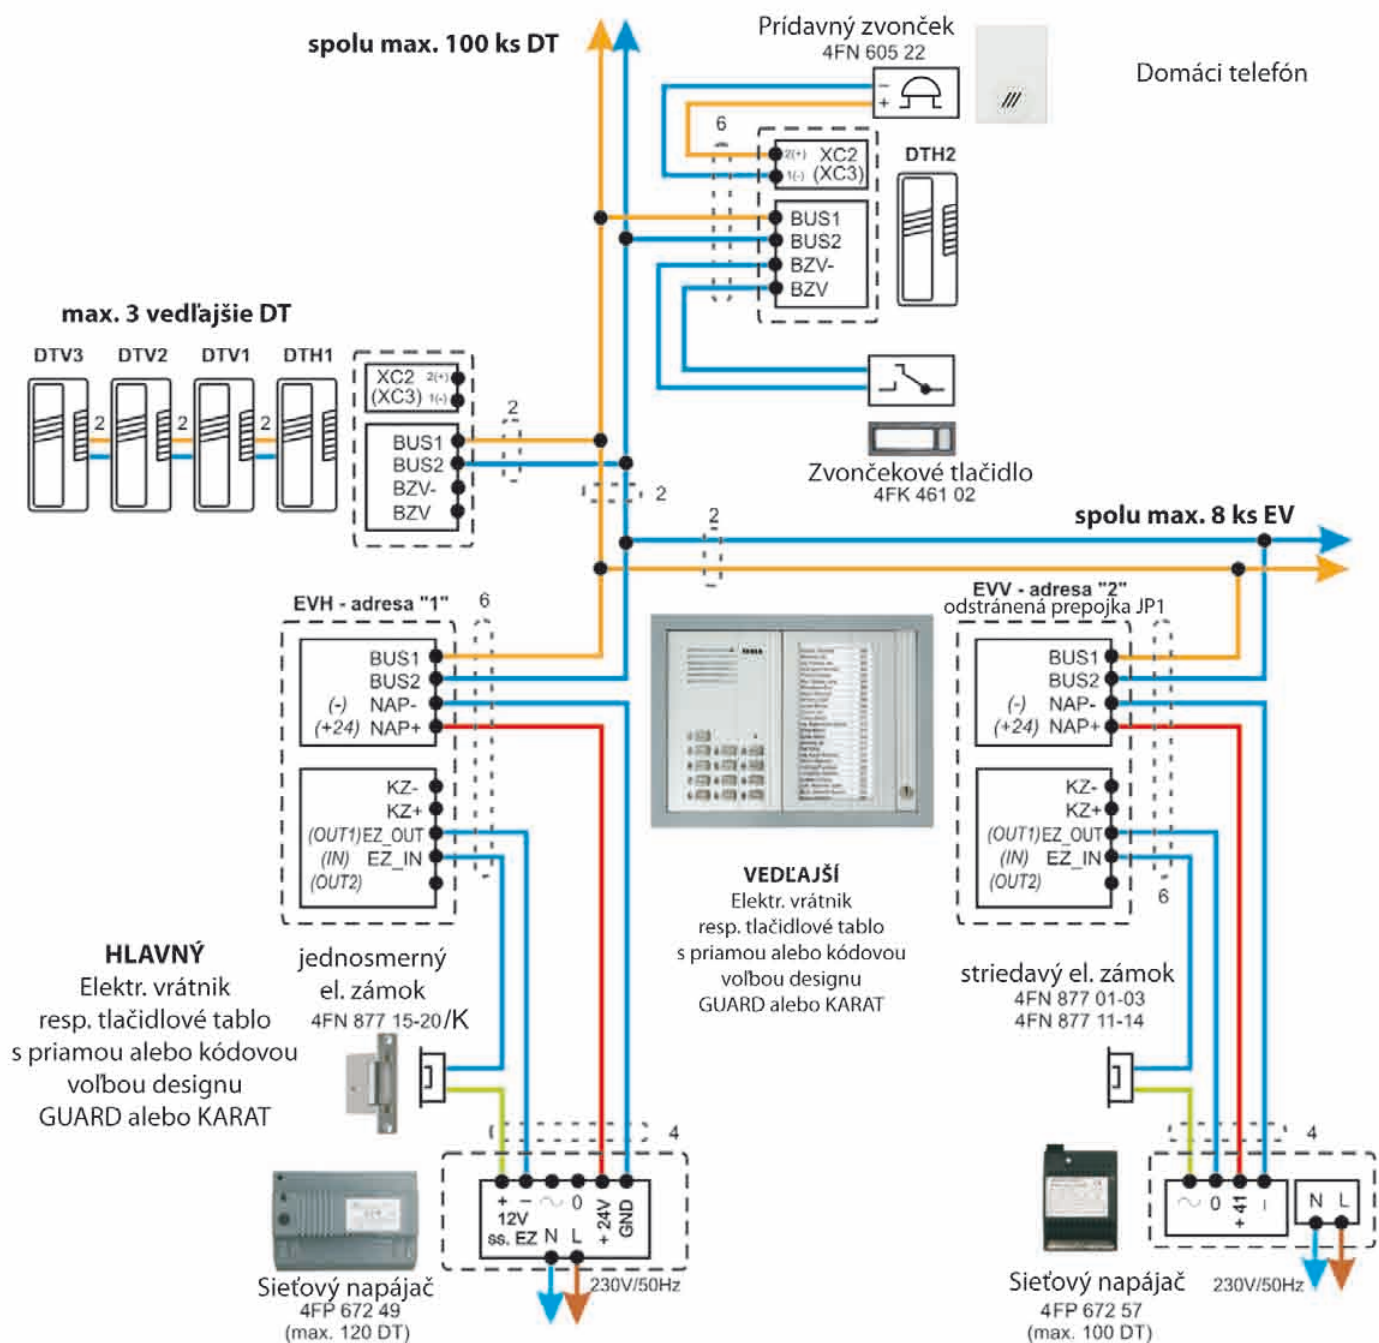 spolu max. 100 ks DT
Prídavný zvonček
4FN 605 22
Domáci telefón
−
+
6
2(+) XC2
1(-) (XC3)
DTH2
BUS1
BUS2
BZV-
BZV
max. 3 vedľajšie DT
DTV3 DTV2 DTV1 DTH1
2 2 2
XC2 2(+)
(XC3) 1(-)
BUS1
BUS2
BZV-
BZV
2
2
Zvončekové tlačidlo
4FK 461 02
2
spolu max. 8 ks EV
EVH - adresa "1"
6
BUS1
BUS2
(-) NAP-
(+24) NAP+
KZ-
KZ+
(OUT1) EZ_OUT
(IN) EZ_IN
(OUT2)
EVV - adresa "2"
odstránená prepojka JP1
BUS1
BUS2
(-) NAP-
(+24) NAP+
KZ-
KZ+
(OUT1) EZ_OUT
(IN) EZ_IN
(OUT2)
6
VEDĽAJŠÍ
Elektr. vrátnik
resp. tlačidlové tablo
s priamou alebo kódovou
voľbou designu
GUARD alebo KARAT
HLAVNÝ
Elektr. vrátnik
resp. tlačidlové tablo
s priamou alebo kódovou
voľbou designu
GUARD alebo KARAT
jednosmerný
el. zámok
4FN 877 15-20/K
striedavý el. zámok
4FN 877 01-03
4FN 877 11-14
4
+ − ~ 0
12V
ss. EZ N L
+24V
GND
230V/50Hz
Sieťový napájač
4FP 672 49
(max. 120 DT)
4
~ 0 +41 −
N L
230V/50Hz
Sieťový napájač
4FP 672 57
(max. 100 DT)